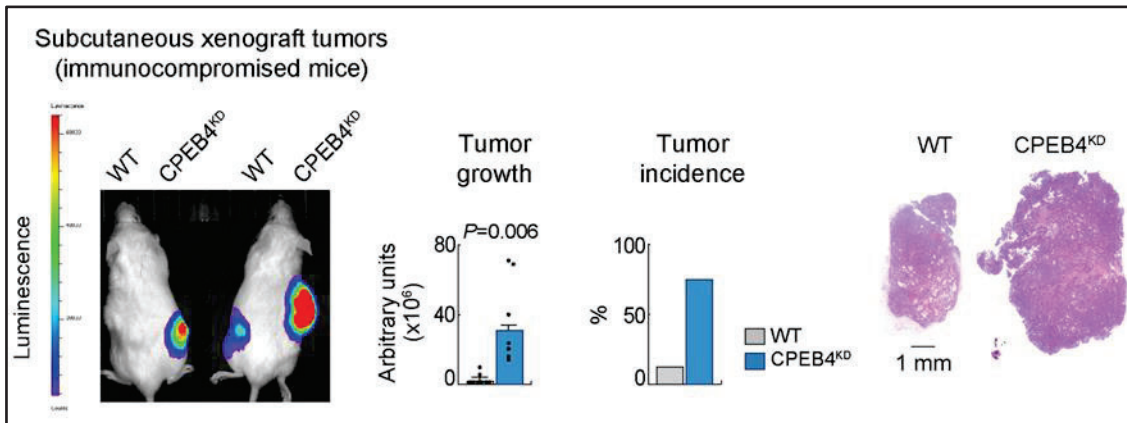 Subcutaneous xenograft tumors
(immunocompromised mice)
Luminescence
WT
CPEB4ᴷᴰ
WT
CPEB4ᴷᴰ
Luminescence
Tumor
growth
P=0.006
Arbitrary units
(x10⁶)
80
40
0
Tumor
incidence
%
100
50
0
WT
CPEB4ᴷᴰ
WT
CPEB4ᴷᴰ
1 mm